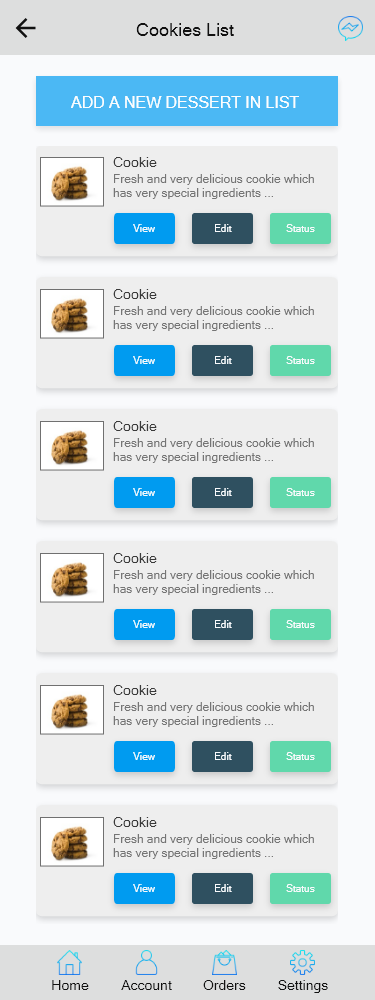 Cookies List
ADD A NEW DESSERT IN LIST
Cookie
Fresh and very delicious cookie which
has very special ingredients ...
View Edit Status
Cookie
Fresh and very delicious cookie which
has very special ingredients ...
View Edit Status
Cookie
Fresh and very delicious cookie which
has very special ingredients ...
View Edit Status
Cookie
Fresh and very delicious cookie which
has very special ingredients ...
View Edit Status
Cookie
Fresh and very delicious cookie which
has very special ingredients ...
View Edit Status
Cookie
Fresh and very delicious cookie which
has very special ingredients ...
View Edit Status
Home Account Orders Settings